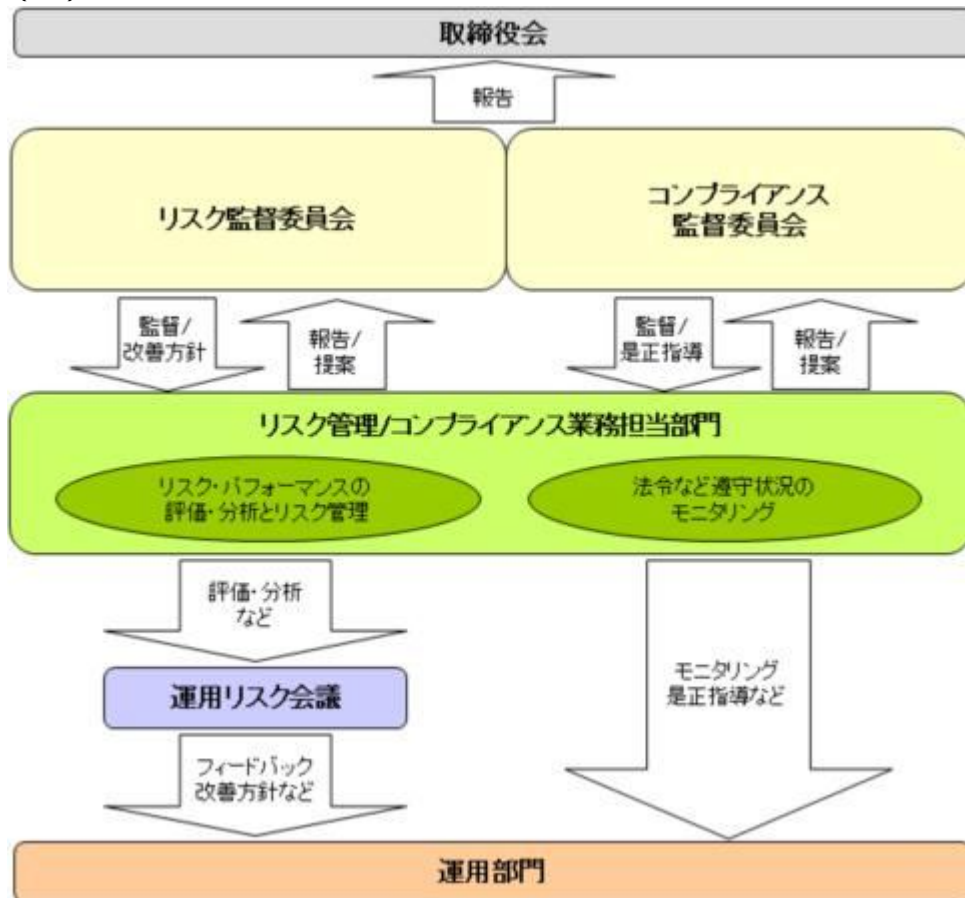 取締役会
報告
リスク監督委員会
コンプライアンス
監督委員会
監督/
改善方針
報告/
提案
監督/
是正指導
報告/
提案
リスク管理/コンプライアンス業務担当部門
リスク・パフォーマンスの
評価・分析とリスク管理
法令など遵守状況の
モニタリング
評価・分析
など
運用リスク会議
モニタリング
是正指導など
フィードバック
改善方針など
運用部門